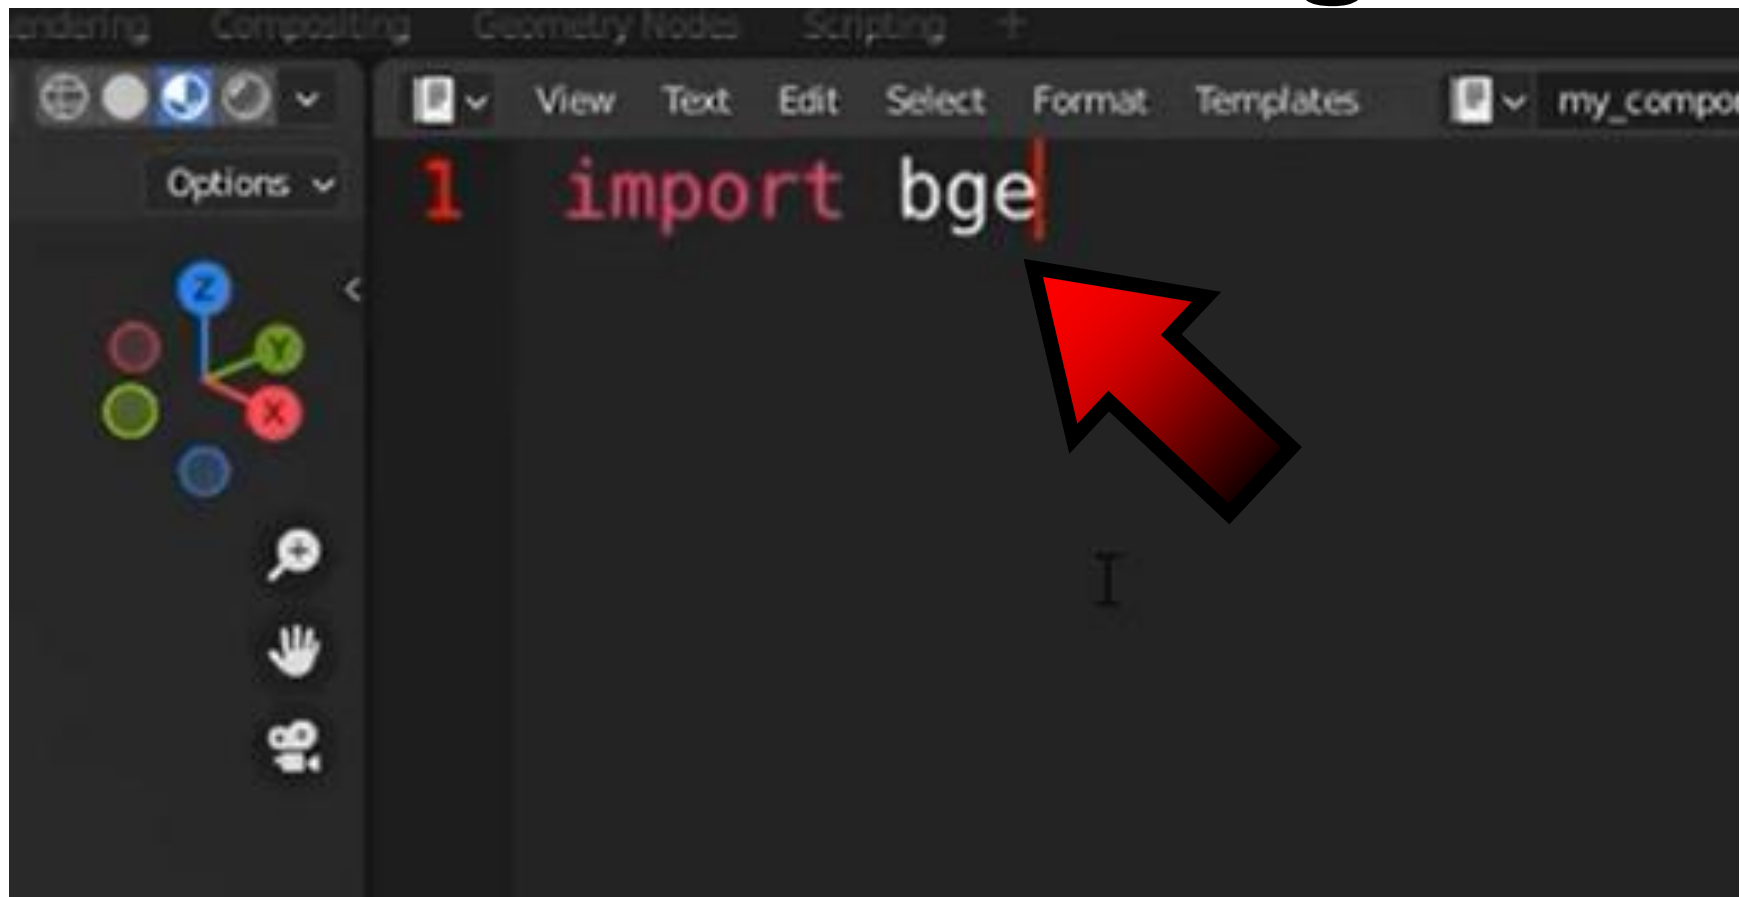 Compositing Geometry Nodes Scripting +
View Text Edit Select Format Templates
Options
1 import bge
Z
Y
X